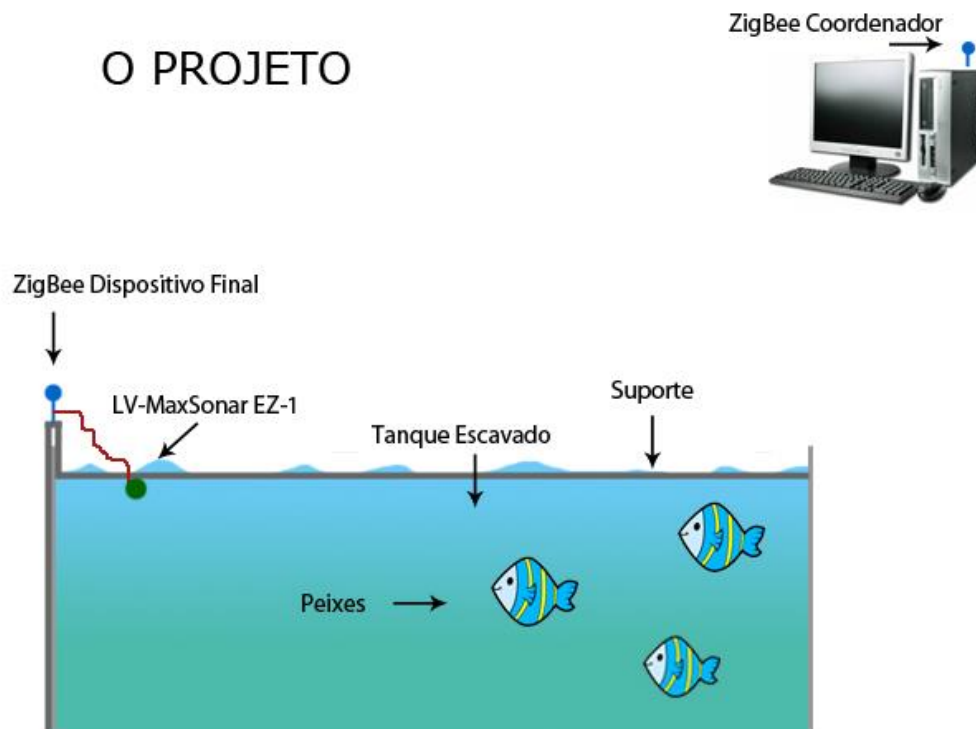 O PROJETO
ZigBee Coordenador
ZigBee Dispositivo Final
LV-MaxSonar EZ-1
Tanque Escavado
Suporte
Peixes